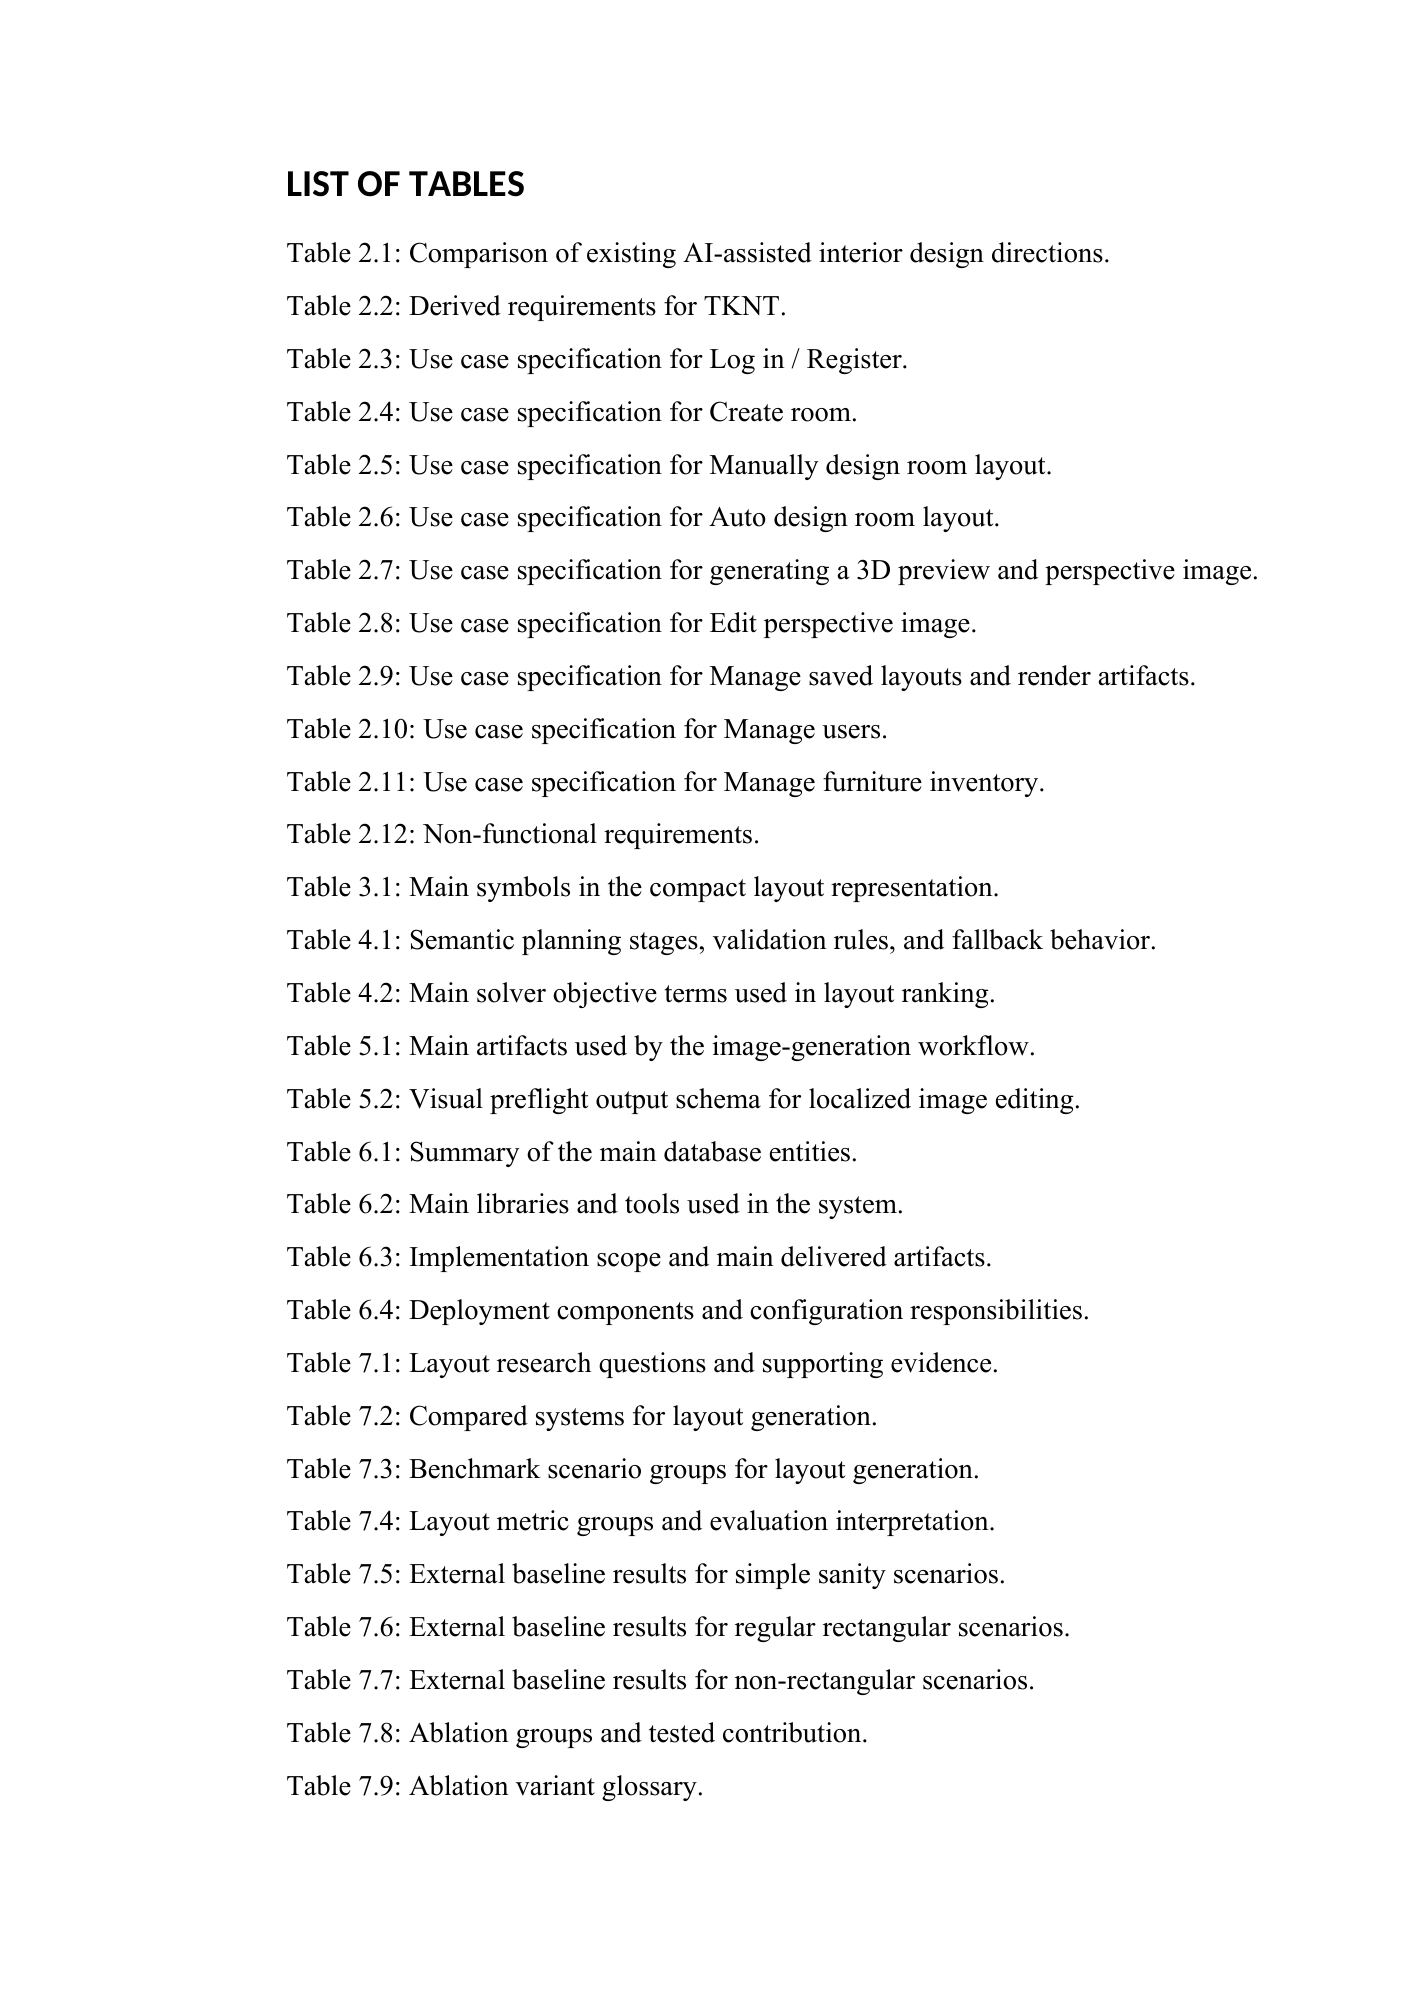 LIST OF TABLES
Table 2.1: Comparison of existing AI-assisted interior design directions.
Table 2.2: Derived requirements for TKNT.
Table 2.3: Use case specification for Log in / Register.
Table 2.4: Use case specification for Create room.
Table 2.5: Use case specification for Manually design room layout.
Table 2.6: Use case specification for Auto design room layout.
Table 2.7: Use case specification for generating a 3D preview and perspective image.
Table 2.8: Use case specification for Edit perspective image.
Table 2.9: Use case specification for Manage saved layouts and render artifacts.
Table 2.10: Use case specification for Manage users.
Table 2.11: Use case specification for Manage furniture inventory.
Table 2.12: Non-functional requirements.
Table 3.1: Main symbols in the compact layout representation.
Table 4.1: Semantic planning stages, validation rules, and fallback behavior.
Table 4.2: Main solver objective terms used in layout ranking.
Table 5.1: Main artifacts used by the image-generation workflow.
Table 5.2: Visual preflight output schema for localized image editing.
Table 6.1: Summary of the main database entities.
Table 6.2: Main libraries and tools used in the system.
Table 6.3: Implementation scope and main delivered artifacts.
Table 6.4: Deployment components and configuration responsibilities.
Table 7.1: Layout research questions and supporting evidence.
Table 7.2: Compared systems for layout generation.
Table 7.3: Benchmark scenario groups for layout generation.
Table 7.4: Layout metric groups and evaluation interpretation.
Table 7.5: External baseline results for simple sanity scenarios.
Table 7.6: External baseline results for regular rectangular scenarios.
Table 7.7: External baseline results for non-rectangular scenarios.
Table 7.8: Ablation groups and tested contribution.
Table 7.9: Ablation variant glossary.